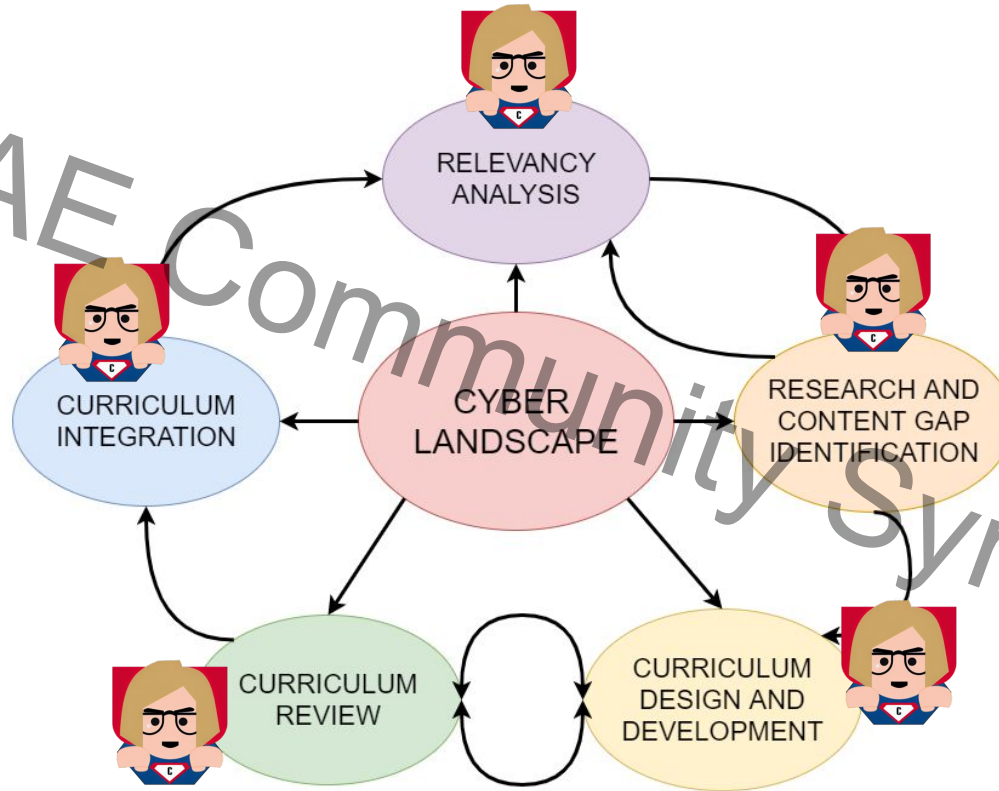 C
RELEVANCY
ANALYSIS
C
C
CURRICULUM
INTEGRATION
CYBER
LANDSCAPE
RESEARCH AND
CONTENT GAP
IDENTIFICATION
C
C
CURRICULUM
REVIEW
CURRICULUM
DESIGN AND
DEVELOPMENT
AE Community Syn